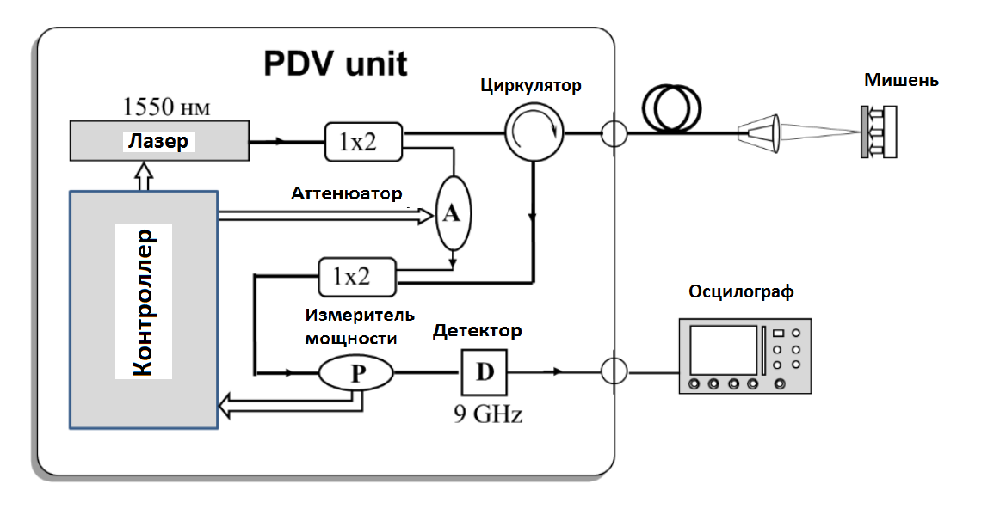 PDV unit
Циркулятор
Мишень
1550 нм
Лазер
1x2
Аттенюатор
A
Контроллер
1x2
Осцилограф
Измеритель
мощности
Детектор
P
D
9 GHz